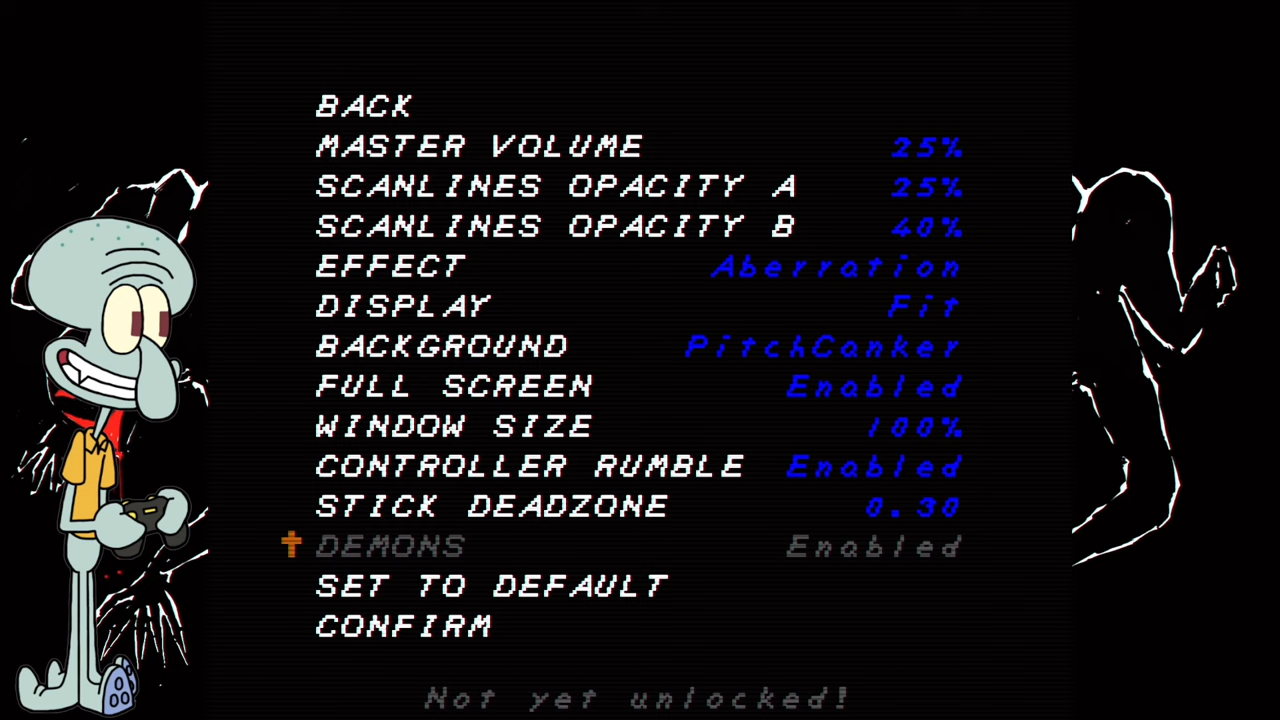 BACK
MASTER VOLUME 25%
SCANLINES OPACITY A 25%
SCANLINES OPACITY B 40%
EFFECT Aberration
DISPLAY Fit
BACKGROUND PitchCanker
FULL SCREEN Enabled
WINDOW SIZE 100%
CONTROLLER RUMBLE Enabled
STICK DEADZONE 0.30
DEMONS Enabled
SET TO DEFAULT
CONFIRM
Not yet unlocked!